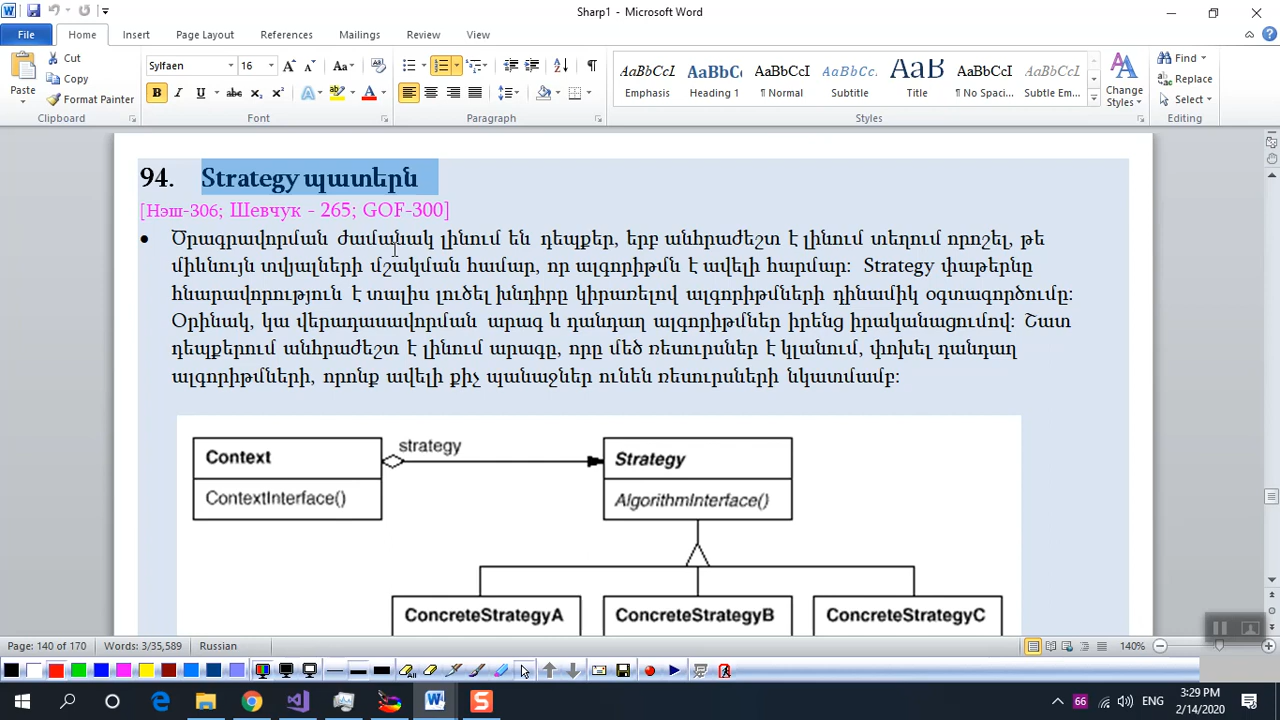 Sharp1 - Microsoft Word
File Home Insert Page Layout References Mailings Review View
Paste
Cut
Copy
Format Painter
Clipboard
Sylfaen 16
Font
Paragraph
AaBbCcI AaBbCc AaBbCcI AaBbCcI AaB AaBbCcI AaBbCcI
Emphasis Heading 1 ¶ Normal Subtitle Title ¶ No Spaci... Subtle Em...
Change
Styles
Styles
Find
Replace
Select
Editing
94. Strategy պատերն
[Нэш-306; Шевчук - 265; GOF-300]
• Ծրագրավորման ժամանակ լինում են դեպքեր, երբ անհրաժեշտ է լինում տեղում որոշել, թե
միևնույն տվյալների մշակման համար, որ ալգորիթմն է ավելի հարմար։ Strategy փաթերնը
հնարավորություն է տալիս լուծել խնդիրը կիրառելով ալգորիթմների դինամիկ օգտագործումը։
Օրինակ, կա վերադասավորման արագ և դանդաղ ալգորիթմներ իրենց իրականացումով։ Շատ
դեպքերում անհրաժեշտ է լինում արագը, որը մեծ ռեսուրսներ է կլանում, փոխել դանդաղ
ալգորիթմների, որոնք ավելի քիչ պանաջներ ունեն ռեսուրսների նկատմամբ։
Context
ContextInterface()
strategy
Strategy
AlgorithmInterface()
ConcreteStrategyA ConcreteStrategyB ConcreteStrategyC
Page: 140 of 170 Words: 3/35,589 Russian 140%
66 ENG
3:29 PM
2/14/2020